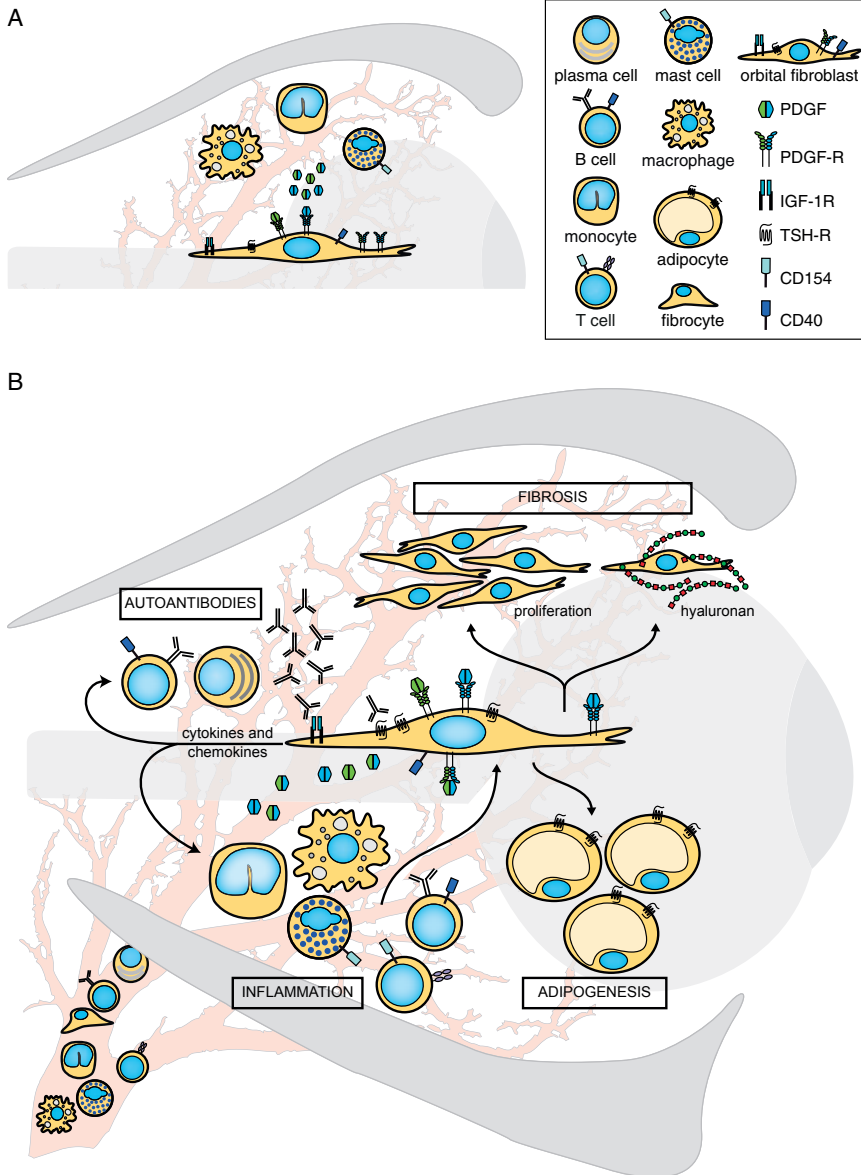 A
plasma cell
mast cell
orbital fibroblast
B cell
macrophage
PDGF
PDGF-R
IGF-1R
monocyte
adipocyte
TSH-R
CD154
T cell
fibrocyte
CD40
B
FIBROSIS
AUTOANTIBODIES
proliferation
hyaluronan
cytokines and
chemokines
INFLAMMATION
ADIPOGENESIS